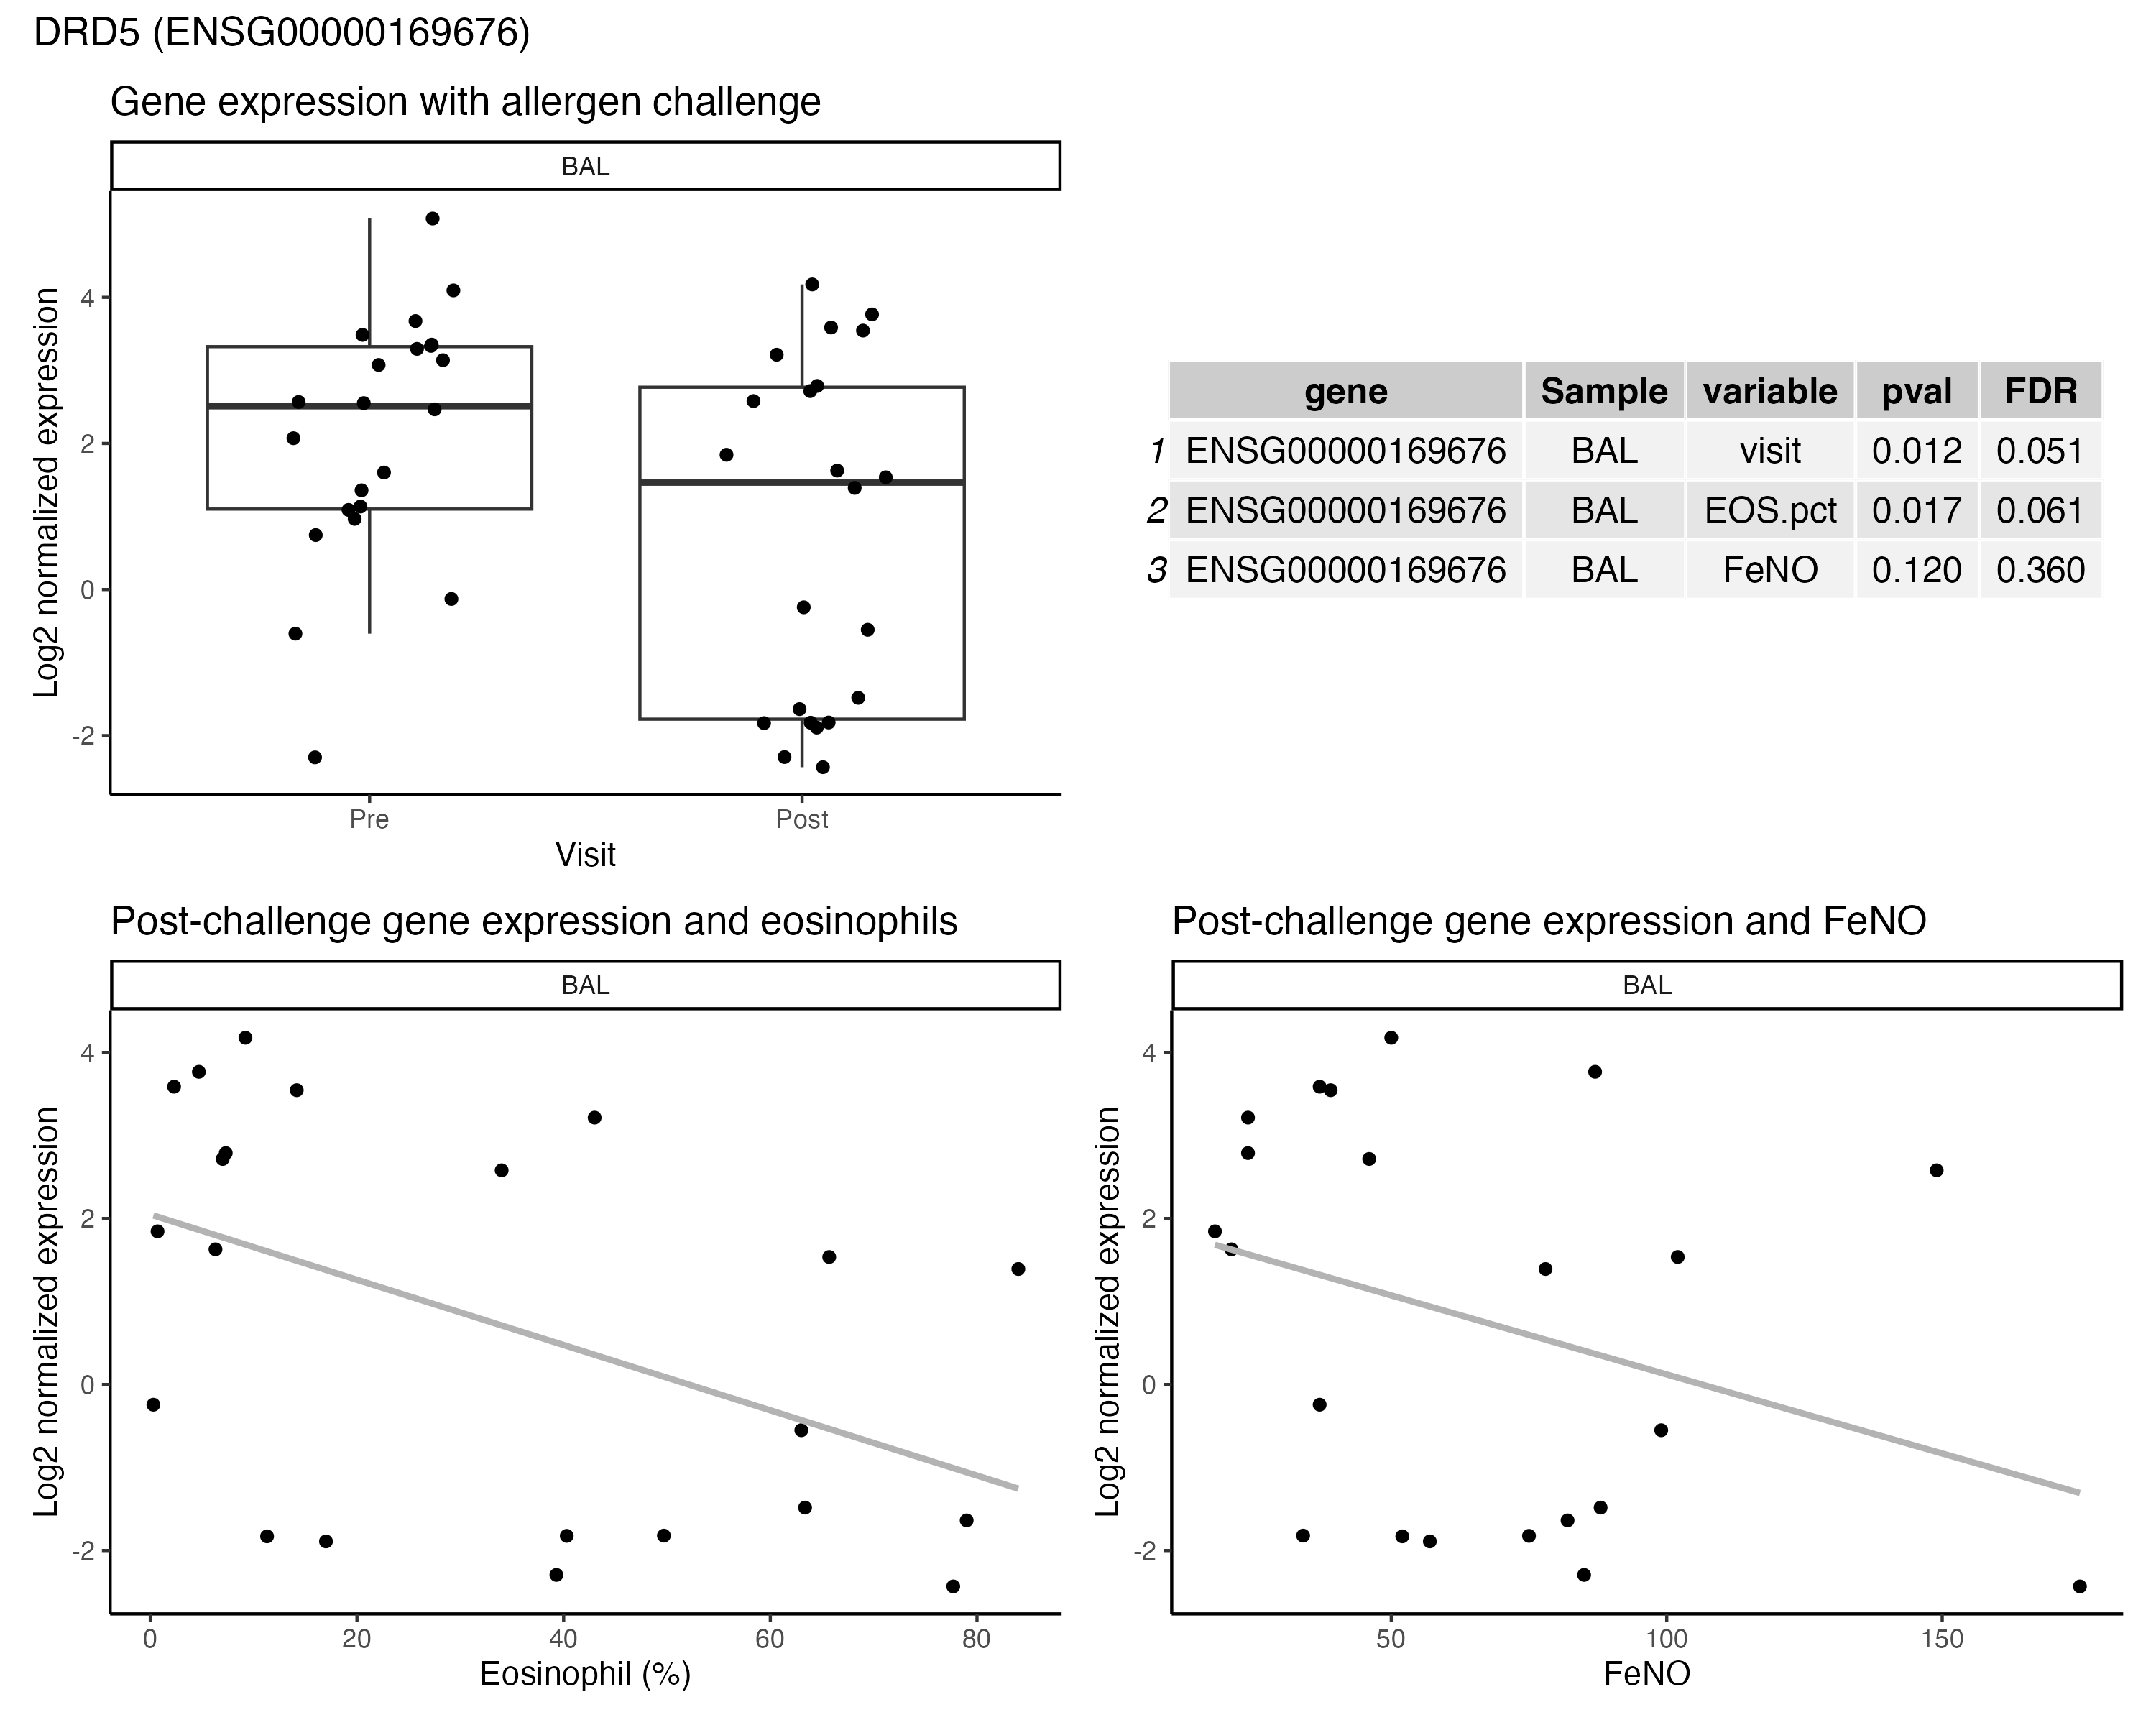 DRD5 (ENSG00000169676)
Gene expression with allergen challenge
BAL
Log2 normalized expression
4
2
0
-2
Pre Post
Visit
gene Sample variable pval FDR
1 ENSG00000169676 BAL visit 0.012 0.051
2 ENSG00000169676 BAL EOS.pct 0.017 0.061
3 ENSG00000169676 BAL FeNO 0.120 0.360
Post-challenge gene expression and eosinophils
BAL
Log2 normalized expression
4
2
0
-2
0 20 40 60 80
Eosinophil (%)
Post-challenge gene expression and FeNO
BAL
Log2 normalized expression
4
2
0
-2
50 100 150
FeNO